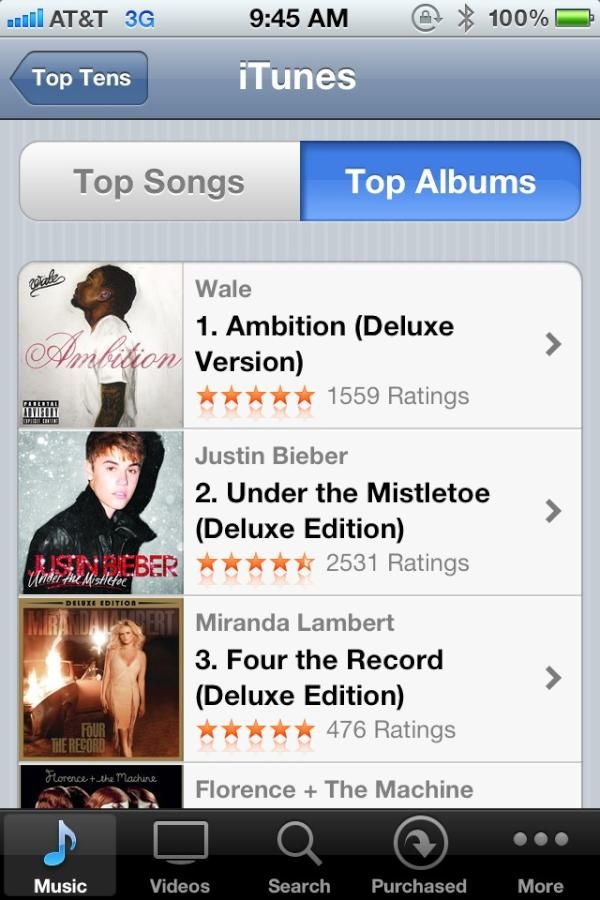 AT&T 3G 9:45 AM 100%
Top Tens iTunes
Top Songs Top Albums
Wale
1. Ambition (Deluxe
Version)
1559 Ratings
Wale
Ambition
PARENTAL
ADVISORY
EXPLICIT CONTENT
Justin Bieber
2. Under the Mistletoe
(Deluxe Edition)
2531 Ratings
JUSTIN BIEBER
Under the Mistletoe
Miranda Lambert
3. Four the Record
(Deluxe Edition)
476 Ratings
DELUXE EDITION
MIRANDA LAMBERT
FOUR
THE RECORD
Florence + The Machine
Florence + the Machine
Music Videos Search Purchased More